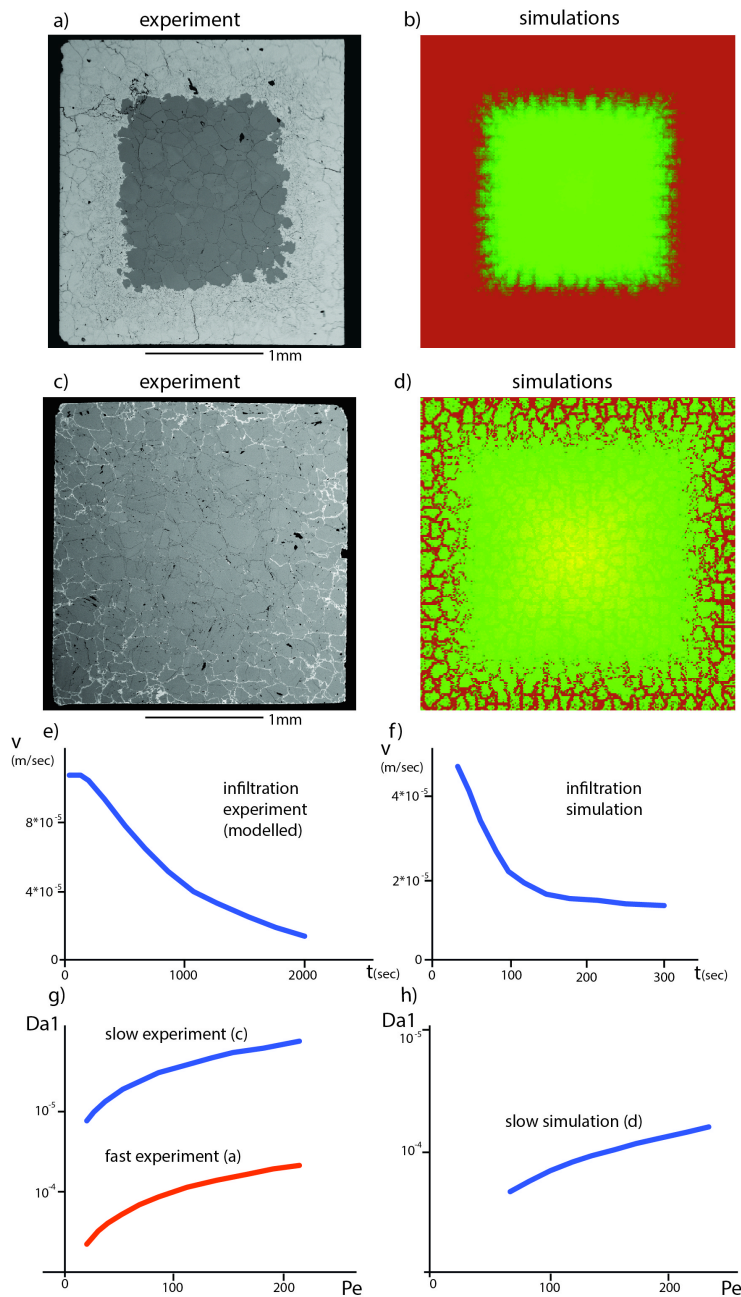 a) experiment
b) simulations
1mm
c) experiment
d) simulations
1mm
e)
v
(m/sec)
infiltration
experiment
(modelled)
8*10-5
4*10-5
0
0 1000 2000 t(sec)
f)
v
(m/sec)
infiltration
simulation
4*10-5
2*10-5
0
0 100 200 300 t(sec)
g)
Da1
slow experiment (c)
10-5
fast experiment (a)
10-4
0 100 200 Pe
h)
Da1
10-5
slow simulation (d)
10-4
0 100 200 Pe